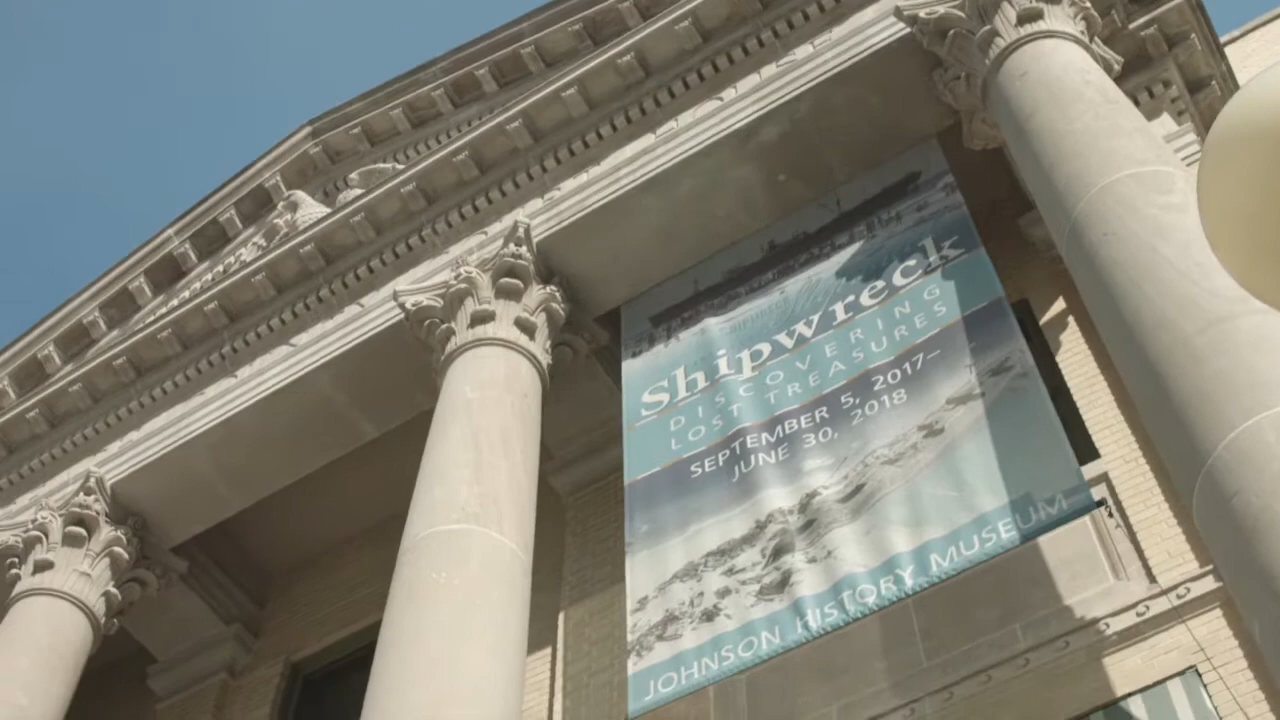 Shipwreck
DISCOVERING
LOST TREASURES
SEPTEMBER 5, 2017–
JUNE 30, 2018
JOHNSON HISTORY MUSEUM